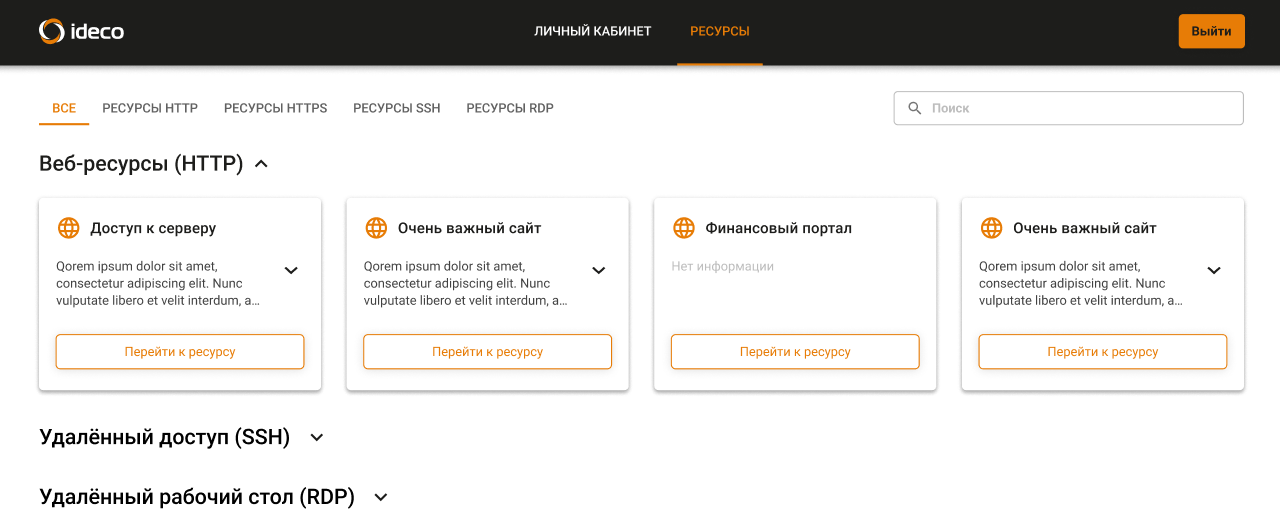 ideco
ЛИЧНЫЙ КАБИНЕТ
РЕСУРСЫ
Выйти
ВСЕ
РЕСУРСЫ HTTP
РЕСУРСЫ HTTPS
РЕСУРСЫ SSH
РЕСУРСЫ RDP
Поиск
Веб-ресурсы (HTTP)
Доступ к серверу
Qorem ipsum dolor sit amet,
consectetur adipiscing elit. Nunc
vulputate libero et velit interdum, a...
Перейти к ресурсу
Очень важный сайт
Qorem ipsum dolor sit amet,
consectetur adipiscing elit. Nunc
vulputate libero et velit interdum, a...
Перейти к ресурсу
Финансовый портал
Нет информации
Перейти к ресурсу
Очень важный сайт
Qorem ipsum dolor sit amet,
consectetur adipiscing elit. Nunc
vulputate libero et velit interdum, a...
Перейти к ресурсу
Удалённый доступ (SSH)
Удалённый рабочий стол (RDP)